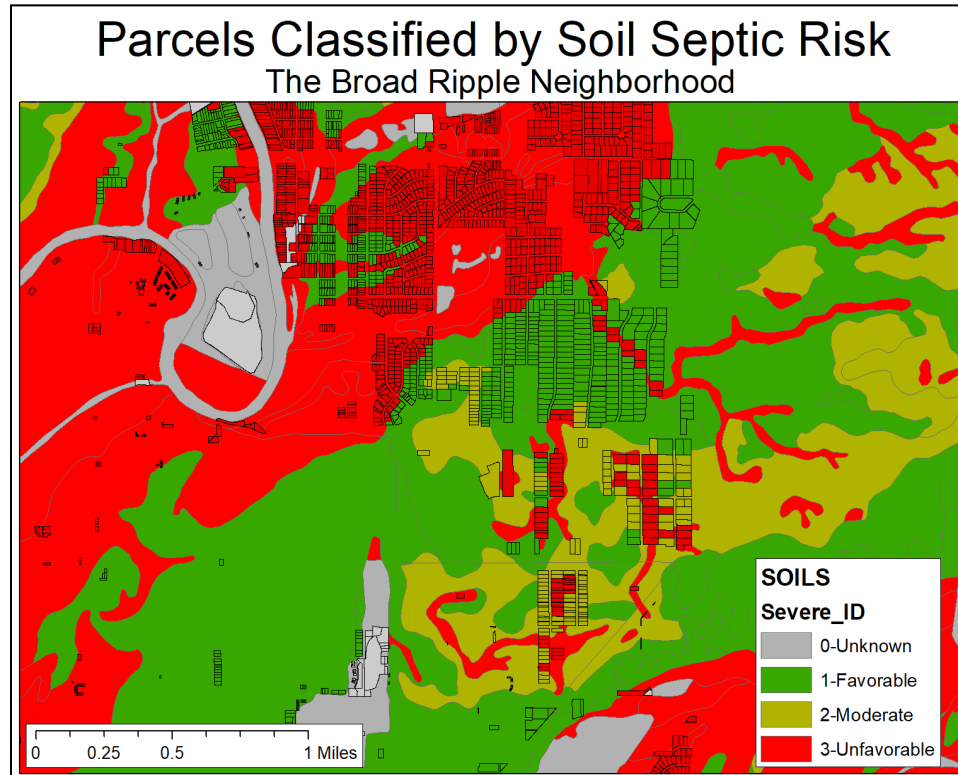 Parcels Classified by Soil Septic Risk
The Broad Ripple Neighborhood
SOILS
Severe_ID
0-Unknown
1-Favorable
2-Moderate
3-Unfavorable
0 0.25 0.5 1 Miles